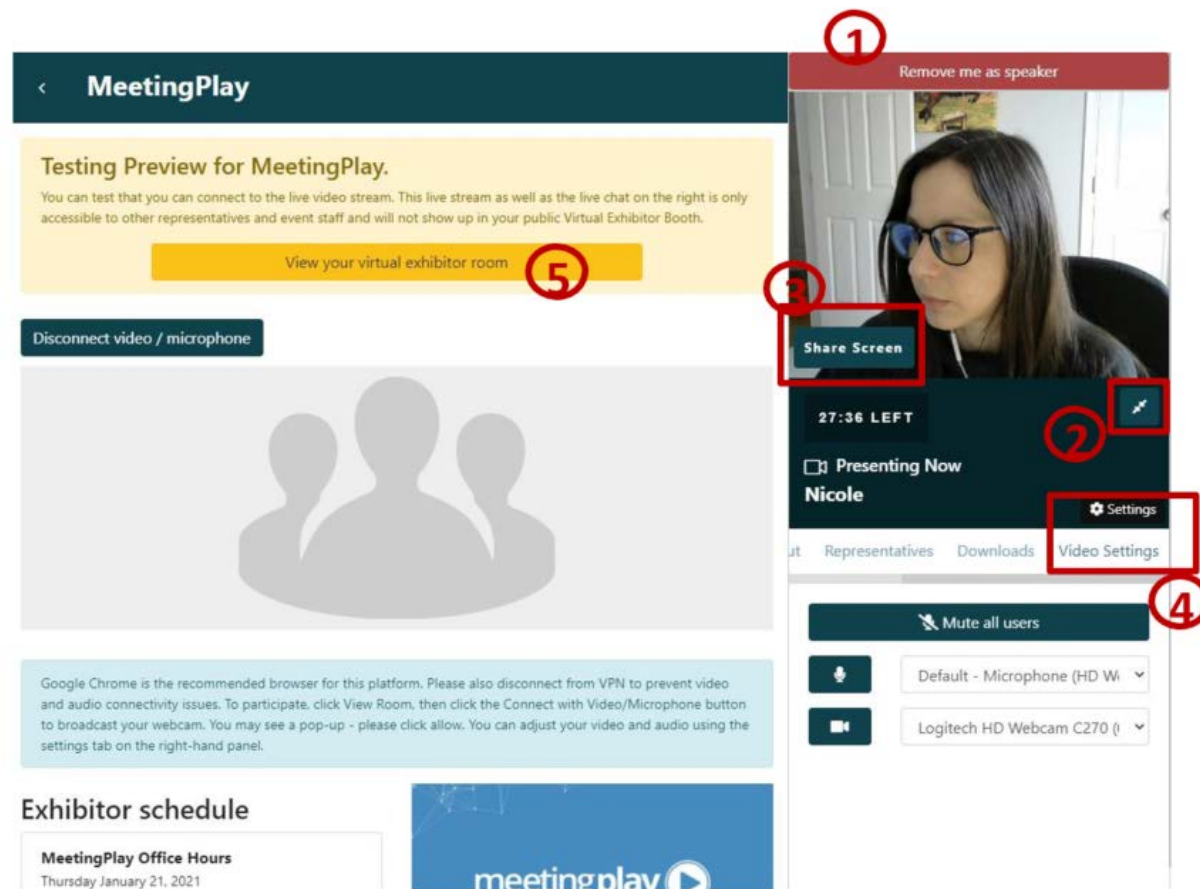 1
Remove me as speaker
< MeetingPlay
Testing Preview for MeetingPlay.
You can test that you can connect to the live video stream. This live stream as well as the live chat on the right is only
accessible to other representatives and event staff and will not show up in your public Virtual Exhibitor Booth.
View your virtual exhibitor room
5
Disconnect video / microphone
3
Share Screen
27:36 LEFT
2
Presenting Now
Nicole
Settings
ut Representatives Downloads Video Settings
4
Mute all users
Default - Microphone (HD We
Logitech HD Webcam C270 (
Google Chrome is the recommended browser for this platform. Please also disconnect from VPN to prevent video
and audio connectivity issues. To participate, click View Room, then click the Connect with Video/Microphone button
to broadcast your webcam. You may see a pop-up - please click allow. You can adjust your video and audio using the
settings tab on the right-hand panel.
Exhibitor schedule
MeetingPlay Office Hours
Thursday January 21, 2021
meetingplay